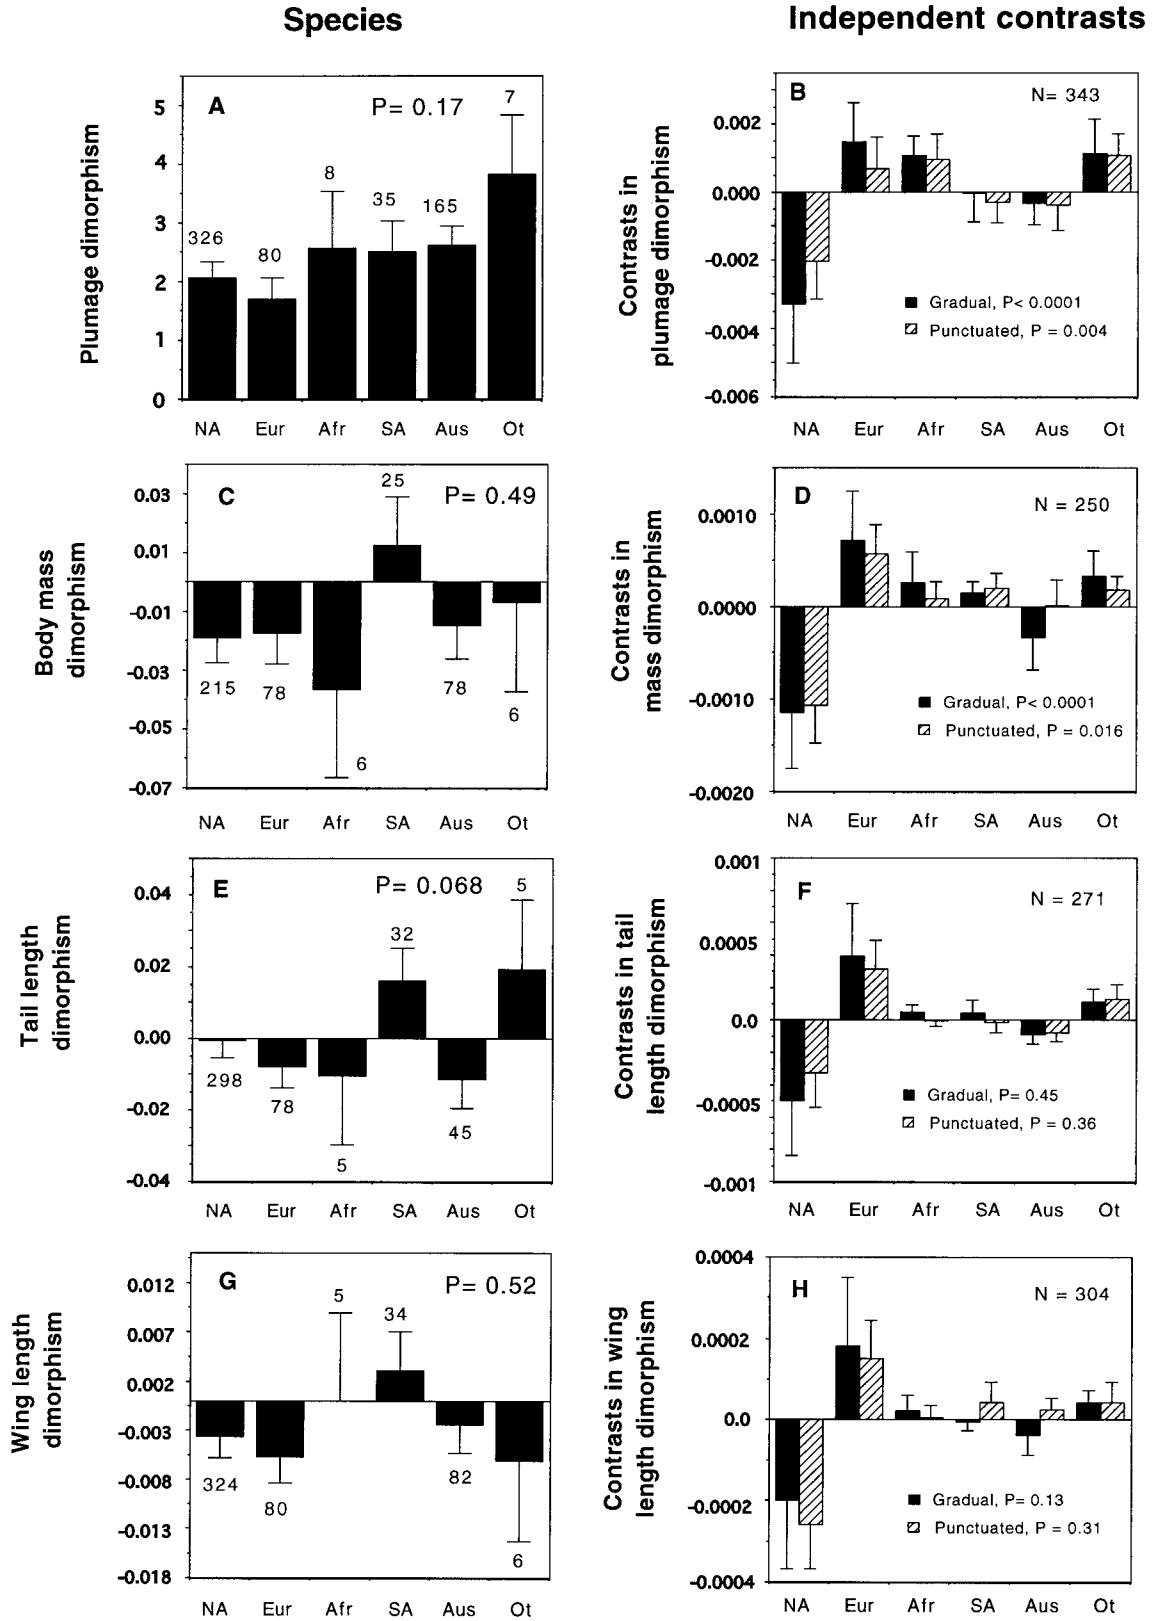 Species
Independent contrasts
A
P= 0.17
Plumage dimorphism
5
4
3
2
1
0
326
80
8
35
165
7
NA Eur Afr SA Aus Ot
B
N= 343
Contrasts in
plumage dimorphism
0.002
0.000
-0.002
-0.004
-0.006
Gradual, P< 0.0001
Punctuated, P = 0.004
NA Eur Afr SA Aus Ot
C
P= 0.49
Body mass
dimorphism
0.03
0.01
-0.01
-0.03
-0.05
-0.07
215
78
6
25
78
6
NA Eur Afr SA Aus Ot
D
N = 250
Contrasts in
mass dimorphism
0.0010
0.0000
-0.0010
-0.0020
Gradual, P< 0.0001
Punctuated, P = 0.016
NA Eur Afr SA Aus Ot
E
P= 0.068
Tail length
dimorphism
0.04
0.02
0.00
-0.02
-0.04
298
78
5
32
45
5
NA Eur Afr SA Aus Ot
F
N = 271
Contrasts in tail
length dimorphism
0.001
0.0005
0.0
-0.0005
-0.001
Gradual, P= 0.45
Punctuated, P = 0.36
NA Eur Afr SA Aus Ot
G
P= 0.52
Wing length
dimorphism
0.012
0.007
0.002
-0.003
-0.008
-0.013
-0.018
324
80
5
34
82
6
NA Eur Afr SA Aus Ot
H
N = 304
Contrasts in wing
length dimorphism
0.0004
0.0002
0.0
-0.0002
-0.0004
Gradual, P= 0.13
Punctuated, P = 0.31
NA Eur Afr SA Aus Ot